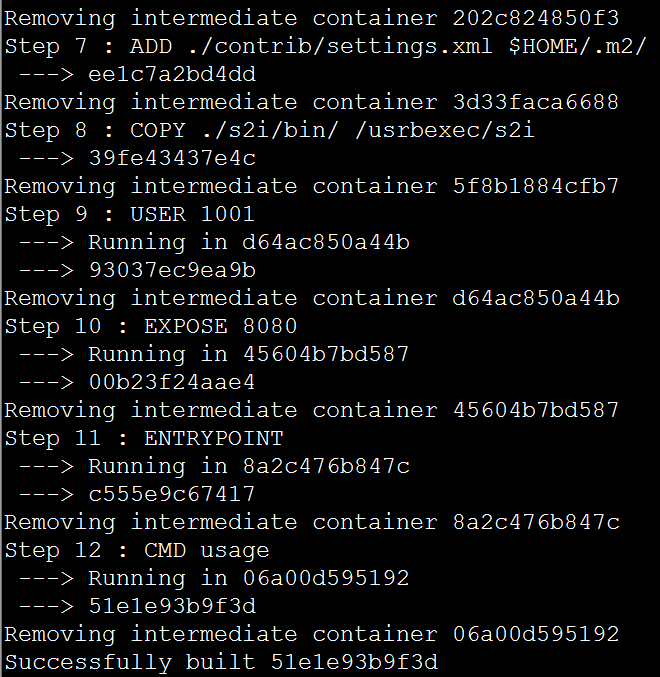 Removing intermediate container 202c824850f3
Step 7 : ADD ./contrib/settings.xml $HOME/.m2/
---> ee1c7a2bd4dd
Removing intermediate container 3d33faca6688
Step 8 : COPY ./s2i/bin/ /usrbexec/s2i
---> 39fe43437e4c
Removing intermediate container 5f8b1884cfb7
Step 9 : USER 1001
---> Running in d64ac850a44b
---> 93037ec9ea9b
Removing intermediate container d64ac850a44b
Step 10 : EXPOSE 8080
---> Running in 45604b7bd587
---> 00b23f24aae4
Removing intermediate container 45604b7bd587
Step 11 : ENTRYPOINT
---> Running in 8a2c476b847c
---> c555e9c67417
Removing intermediate container 8a2c476b847c
Step 12 : CMD usage
---> Running in 06a00d595192
---> 51e1e93b9f3d
Removing intermediate container 06a00d595192
Successfully built 51e1e93b9f3d